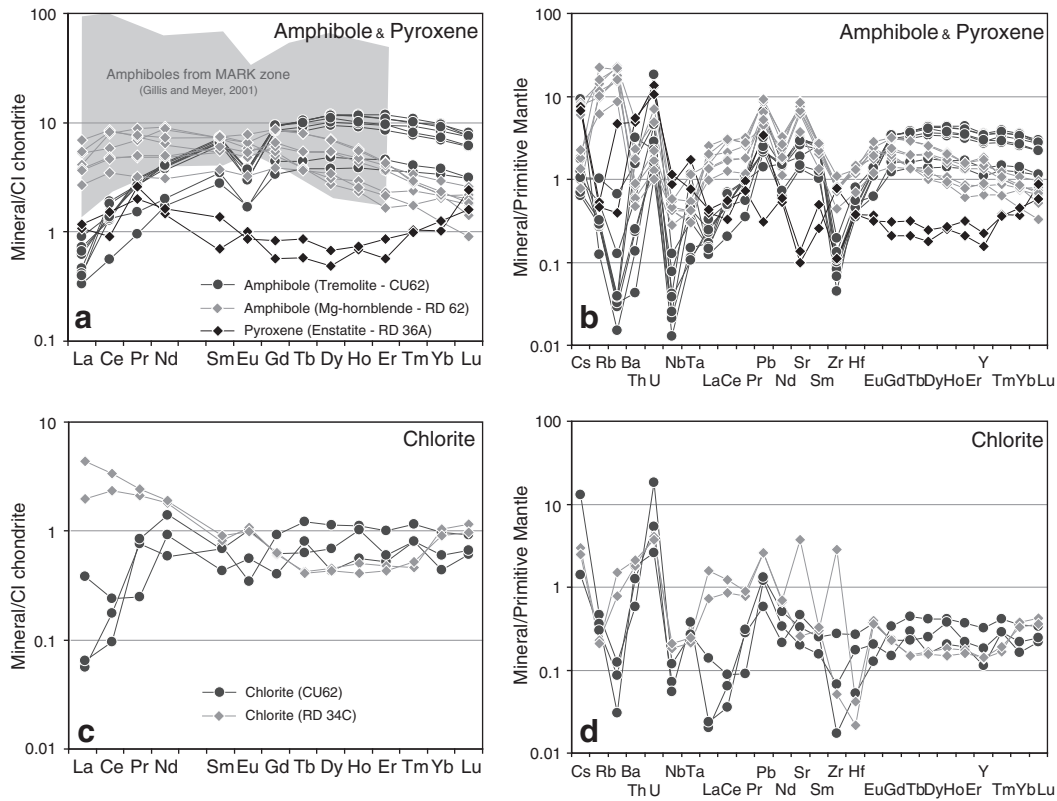 Amphibole & Pyroxene
Mineral/CI chondrite
100
10
1
0.1
Amphiboles from MARK zone
(Gillis and Meyer, 2001)
Amphibole (Tremolite - CU62)
Amphibole (Mg-hornblende - RD 62)
Pyroxene (Enstatite - RD 36A)
a
La Ce Pr Nd Sm Eu Gd Tb Dy Ho Er Tm Yb Lu
Amphibole & Pyroxene
Mineral/Primitive Mantle
100
10
1
0.1
0.01
b
Cs Rb Ba Nb Ta Pb Sr Zr Hf Y
Th U La Ce Pr Nd Sm Eu Gd Tb Dy Ho Er Tm Yb Lu
Chlorite
Mineral/CI chondrite
10
1
0.1
0.01
Chlorite (CU62)
Chlorite (RD 34C)
c
La Ce Pr Nd Sm Eu Gd Tb Dy Ho Er Tm Yb Lu
Chlorite
Mineral/Primitive Mantle
100
10
1
0.1
0.01
d
Cs Rb Ba Nb Ta Pb Sr Zr Hf Y
Th U La Ce Pr Nd Sm Eu Gd Tb Dy Ho Er Tm Yb Lu